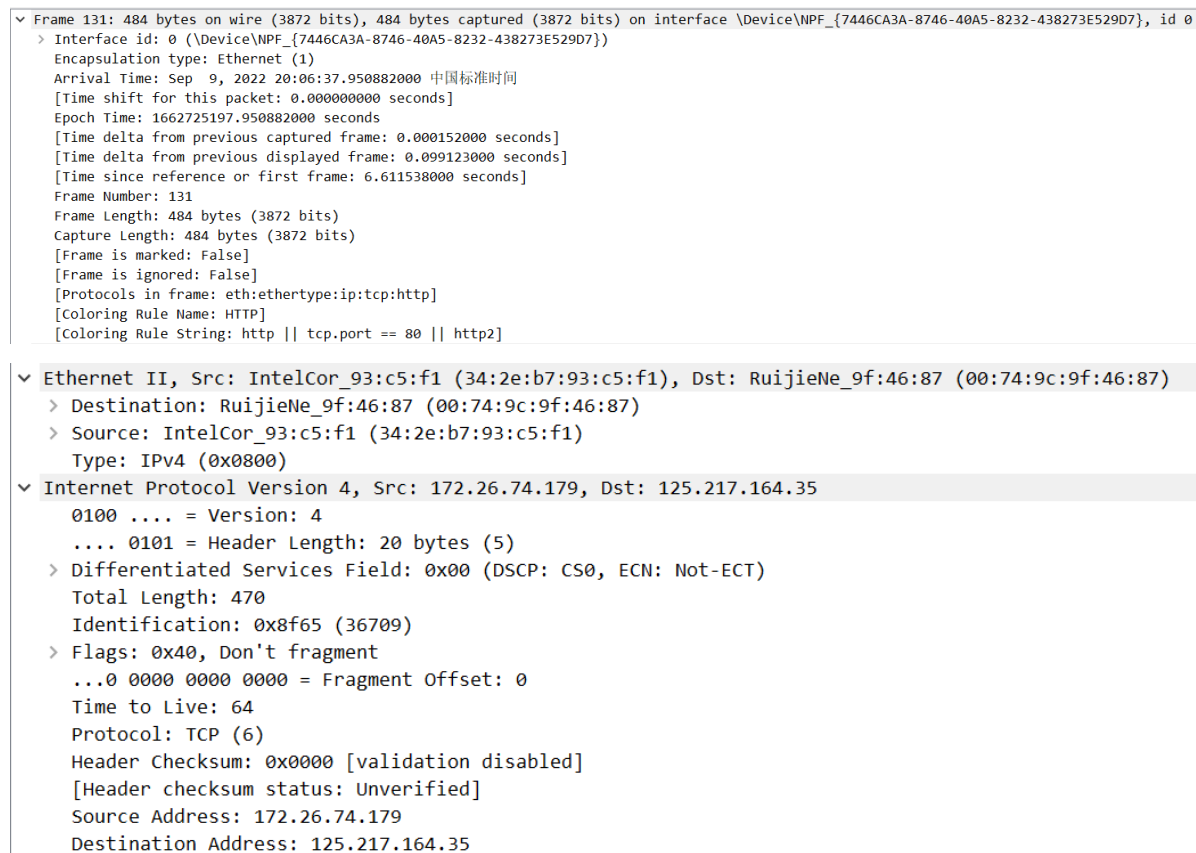 Frame 131: 484 bytes on wire (3872 bits), 484 bytes captured (3872 bits) on interface \Device\NPF_{7446CA3A-8746-40A5-8232-438273E529D7}, id 0
Interface id: 0 (\Device\NPF_{7446CA3A-8746-40A5-8232-438273E529D7})
Encapsulation type: Ethernet (1)
Arrival Time: Sep  9, 2022 20:06:37.950882000 中国标准时间
[Time shift for this packet: 0.000000000 seconds]
Epoch Time: 1662725197.950882000 seconds
[Time delta from previous captured frame: 0.000152000 seconds]
[Time delta from previous displayed frame: 0.099123000 seconds]
[Time since reference or first frame: 6.611538000 seconds]
Frame Number: 131
Frame Length: 484 bytes (3872 bits)
Capture Length: 484 bytes (3872 bits)
[Frame is marked: False]
[Frame is ignored: False]
[Protocols in frame: eth:ethertype:ip:tcp:http]
[Coloring Rule Name: HTTP]
[Coloring Rule String: http || tcp.port == 80 || http2]
Ethernet II, Src: IntelCor_93:c5:f1 (34:2e:b7:93:c5:f1), Dst: RuijieNe_9f:46:87 (00:74:9c:9f:46:87)
Destination: RuijieNe_9f:46:87 (00:74:9c:9f:46:87)
Source: IntelCor_93:c5:f1 (34:2e:b7:93:c5:f1)
Type: IPv4 (0x0800)
Internet Protocol Version 4, Src: 172.26.74.179, Dst: 125.217.164.35
0100 .... = Version: 4
.... 0101 = Header Length: 20 bytes (5)
Differentiated Services Field: 0x00 (DSCP: CS0, ECN: Not-ECT)
Total Length: 470
Identification: 0x8f65 (36709)
Flags: 0x40, Don't fragment
...0 0000 0000 0000 = Fragment Offset: 0
Time to Live: 64
Protocol: TCP (6)
Header Checksum: 0x0000 [validation disabled]
[Header checksum status: Unverified]
Source Address: 172.26.74.179
Destination Address: 125.217.164.35